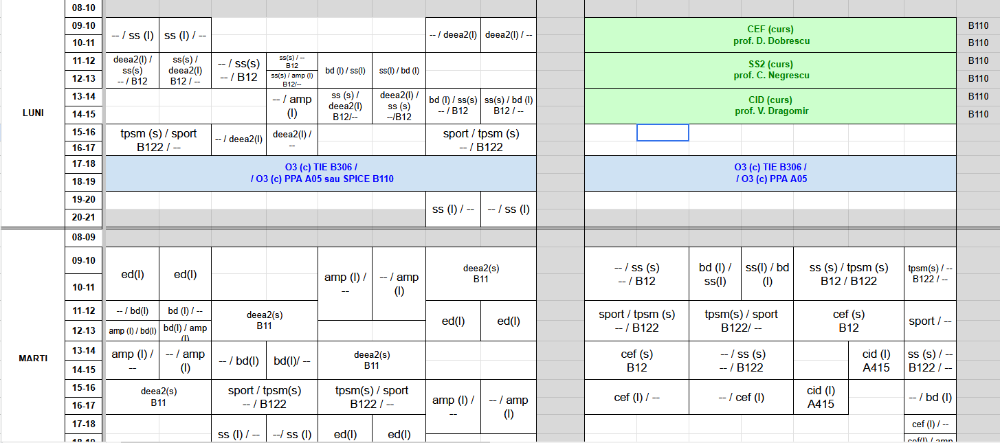 08-10
09-10
-- / ss (l)
ss (l) / --
-- / deea2(l)
deea2(l) / --
CEF (curs)
prof. D. Dobrescu
B110
10-11
B110
11-12
deea2(l) /
ss(s)
-- / B12
ss(s) /
deea2(l)
B12 / --
-- / ss(s)
-- / B12
ss(s) / --
B12
ss(s) / amp (l)
B12/--
bd (l) / ss(l)
ss(l) / bd (l)
SS2 (curs)
prof. C. Negrescu
B110
12-13
B110
LUNI
13-14
-- / amp
(l)
ss (s) /
deea2(l)
B12/--
deea2(l) /
ss (s)
--/B12
bd (l) / ss(s)
-- / B12
ss(s) / bd (l)
B12 / --
CID (curs)
prof. V. Dragomir
B110
14-15
B110
15-16
tpsm (s) / sport
B122 / --
-- / deea2(l)
deea2(l) /
--
sport / tpsm (s)
-- / B122
16-17
17-18
O3 (c) TIE B306 /
/ O3 (c) PPA A05 sau SPICE B110
O3 (c) TIE B306 /
/ O3 (c) PPA A05
18-19
19-20
ss (l) / --
-- / ss (l)
20-21
08-09
MARTI
09-10
ed(l)
ed(l)
amp (l) /
--
-- / amp
(l)
deea2(s)
B11
-- / ss (s)
-- / B12
bd (l) /
ss(l)
ss(l) / bd
(l)
ss (s) / tpsm (s)
B12 / B122
tpsm(s) / --
B122 / --
10-11
11-12
-- / bd(l)
bd (l) / --
deea2(s)
B11
ed(l)
ed(l)
sport / tpsm (s)
-- / B122
tpsm(s) / sport
B122/ --
cef (s)
B12
sport / --
12-13
amp (l) / bd(l)
bd(l) / amp
(l)
13-14
amp (l) /
--
-- / amp
(l)
-- / bd(l)
bd(l)/ --
deea2(s)
B11
cef (s)
B12
-- / ss (s)
-- / B122
cid (l)
A415
ss (s) / --
B122 / --
14-15
15-16
deea2(s)
B11
sport / tpsm(s)
-- / B122
tpsm(s) / sport
B122 / --
amp (l) /
--
-- / amp
(l)
cef (l) / --
-- / cef (l)
cid (l)
A415
-- / bd (l)
16-17
17-18
ss (l) / --
--/ ss (l)
ed(l)
ed(l)
cef (l) / --
18-19
cef(l) / amp